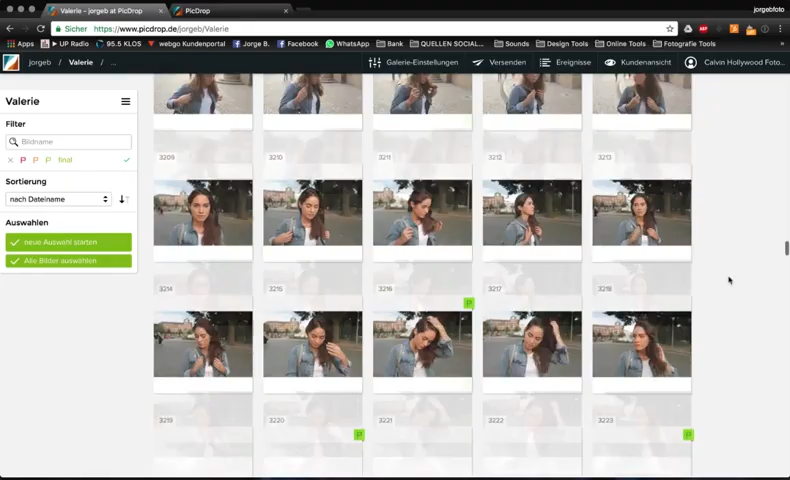 jorgebfoto
Valerie - jorgeb at PicDrop
PicDrop
Sicher
https://www.picdrop.de/jorgeb/Valerie
Apps
UP Radio
95.5 KLOS
webgo Kundenportal
Jorge B.
Facebook
WhatsApp
Bank
QUELLEN SOCIAL...
Sounds
Design Tools
Online Tools
Fotografie Tools
jorgeb / Valerie / ...
Galerie-Einstellungen
Versenden
Ereignisse
Kundenansicht
Calvin Hollywood Foto...
Valerie
Filter
Bildname
final
Sortierung
nach Dateiname
Auswahlen
neue Auswahl starten
Alle Bilder auswählen
3209 3210 3211 3212 3213
3214 3215 3216 3217 3218
3219 3220 3221 3222 3223